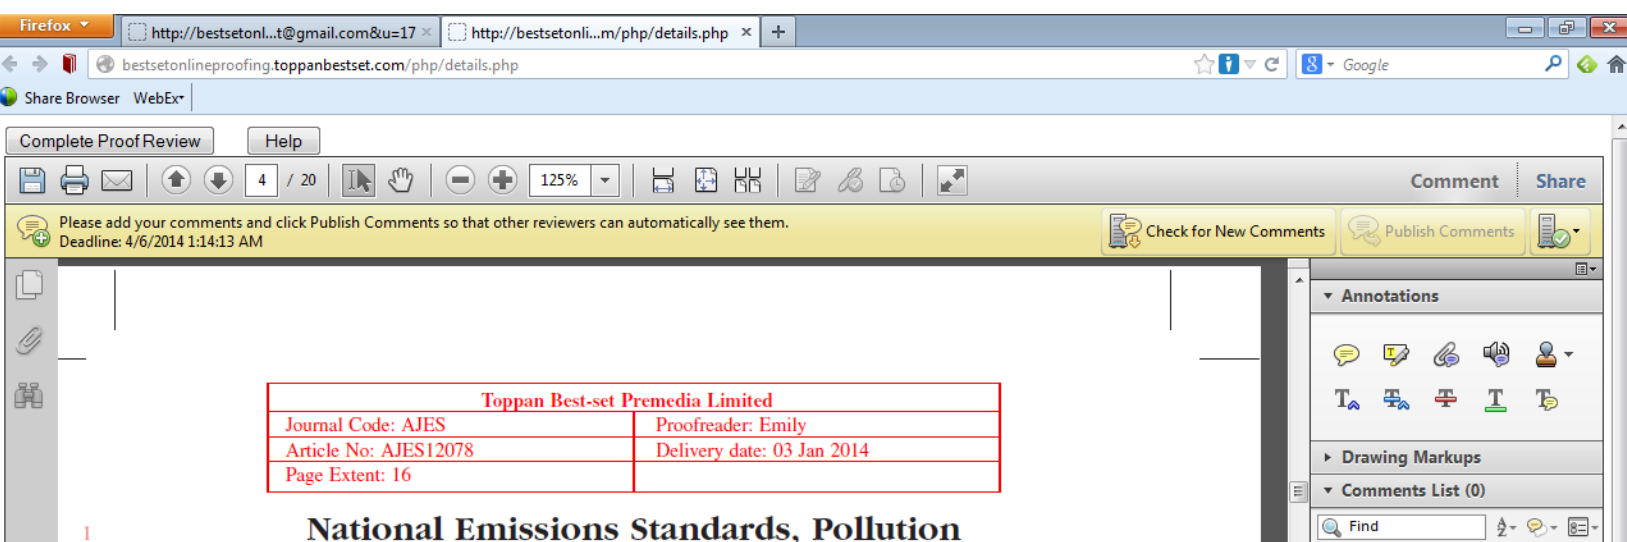 Firefox
http://bestsetonl...t@gmail.com&u=17 http://bestsetonli...m/php/details.php
bestsetonlineproofing.toppanbestset.com/php/details.php Google
Share Browser WebEx
Complete Proof Review Help
4 / 20 125% Comment Share
Please add your comments and click Publish Comments so that other reviewers can automatically see them.
Deadline: 4/6/2014 1:14:13 AM
Check for New Comments Publish Comments
Annotations
Toppan Best-set Premedia Limited
Journal Code: AJES Proofreader: Emily
Article No: AJES12078 Delivery date: 03 Jan 2014
Page Extent: 16
Drawing Markups
Comments List (0)
Find
1 National Emissions Standards, Pollution